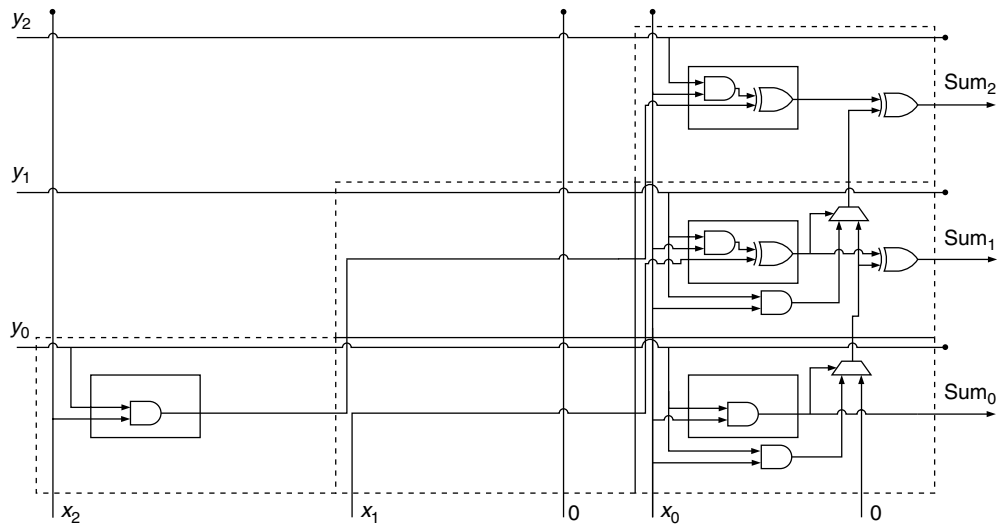 y₂
Sum₂
y₁
Sum₁
y₀
Sum₀
x₂ x₁ 0 x₀ 0